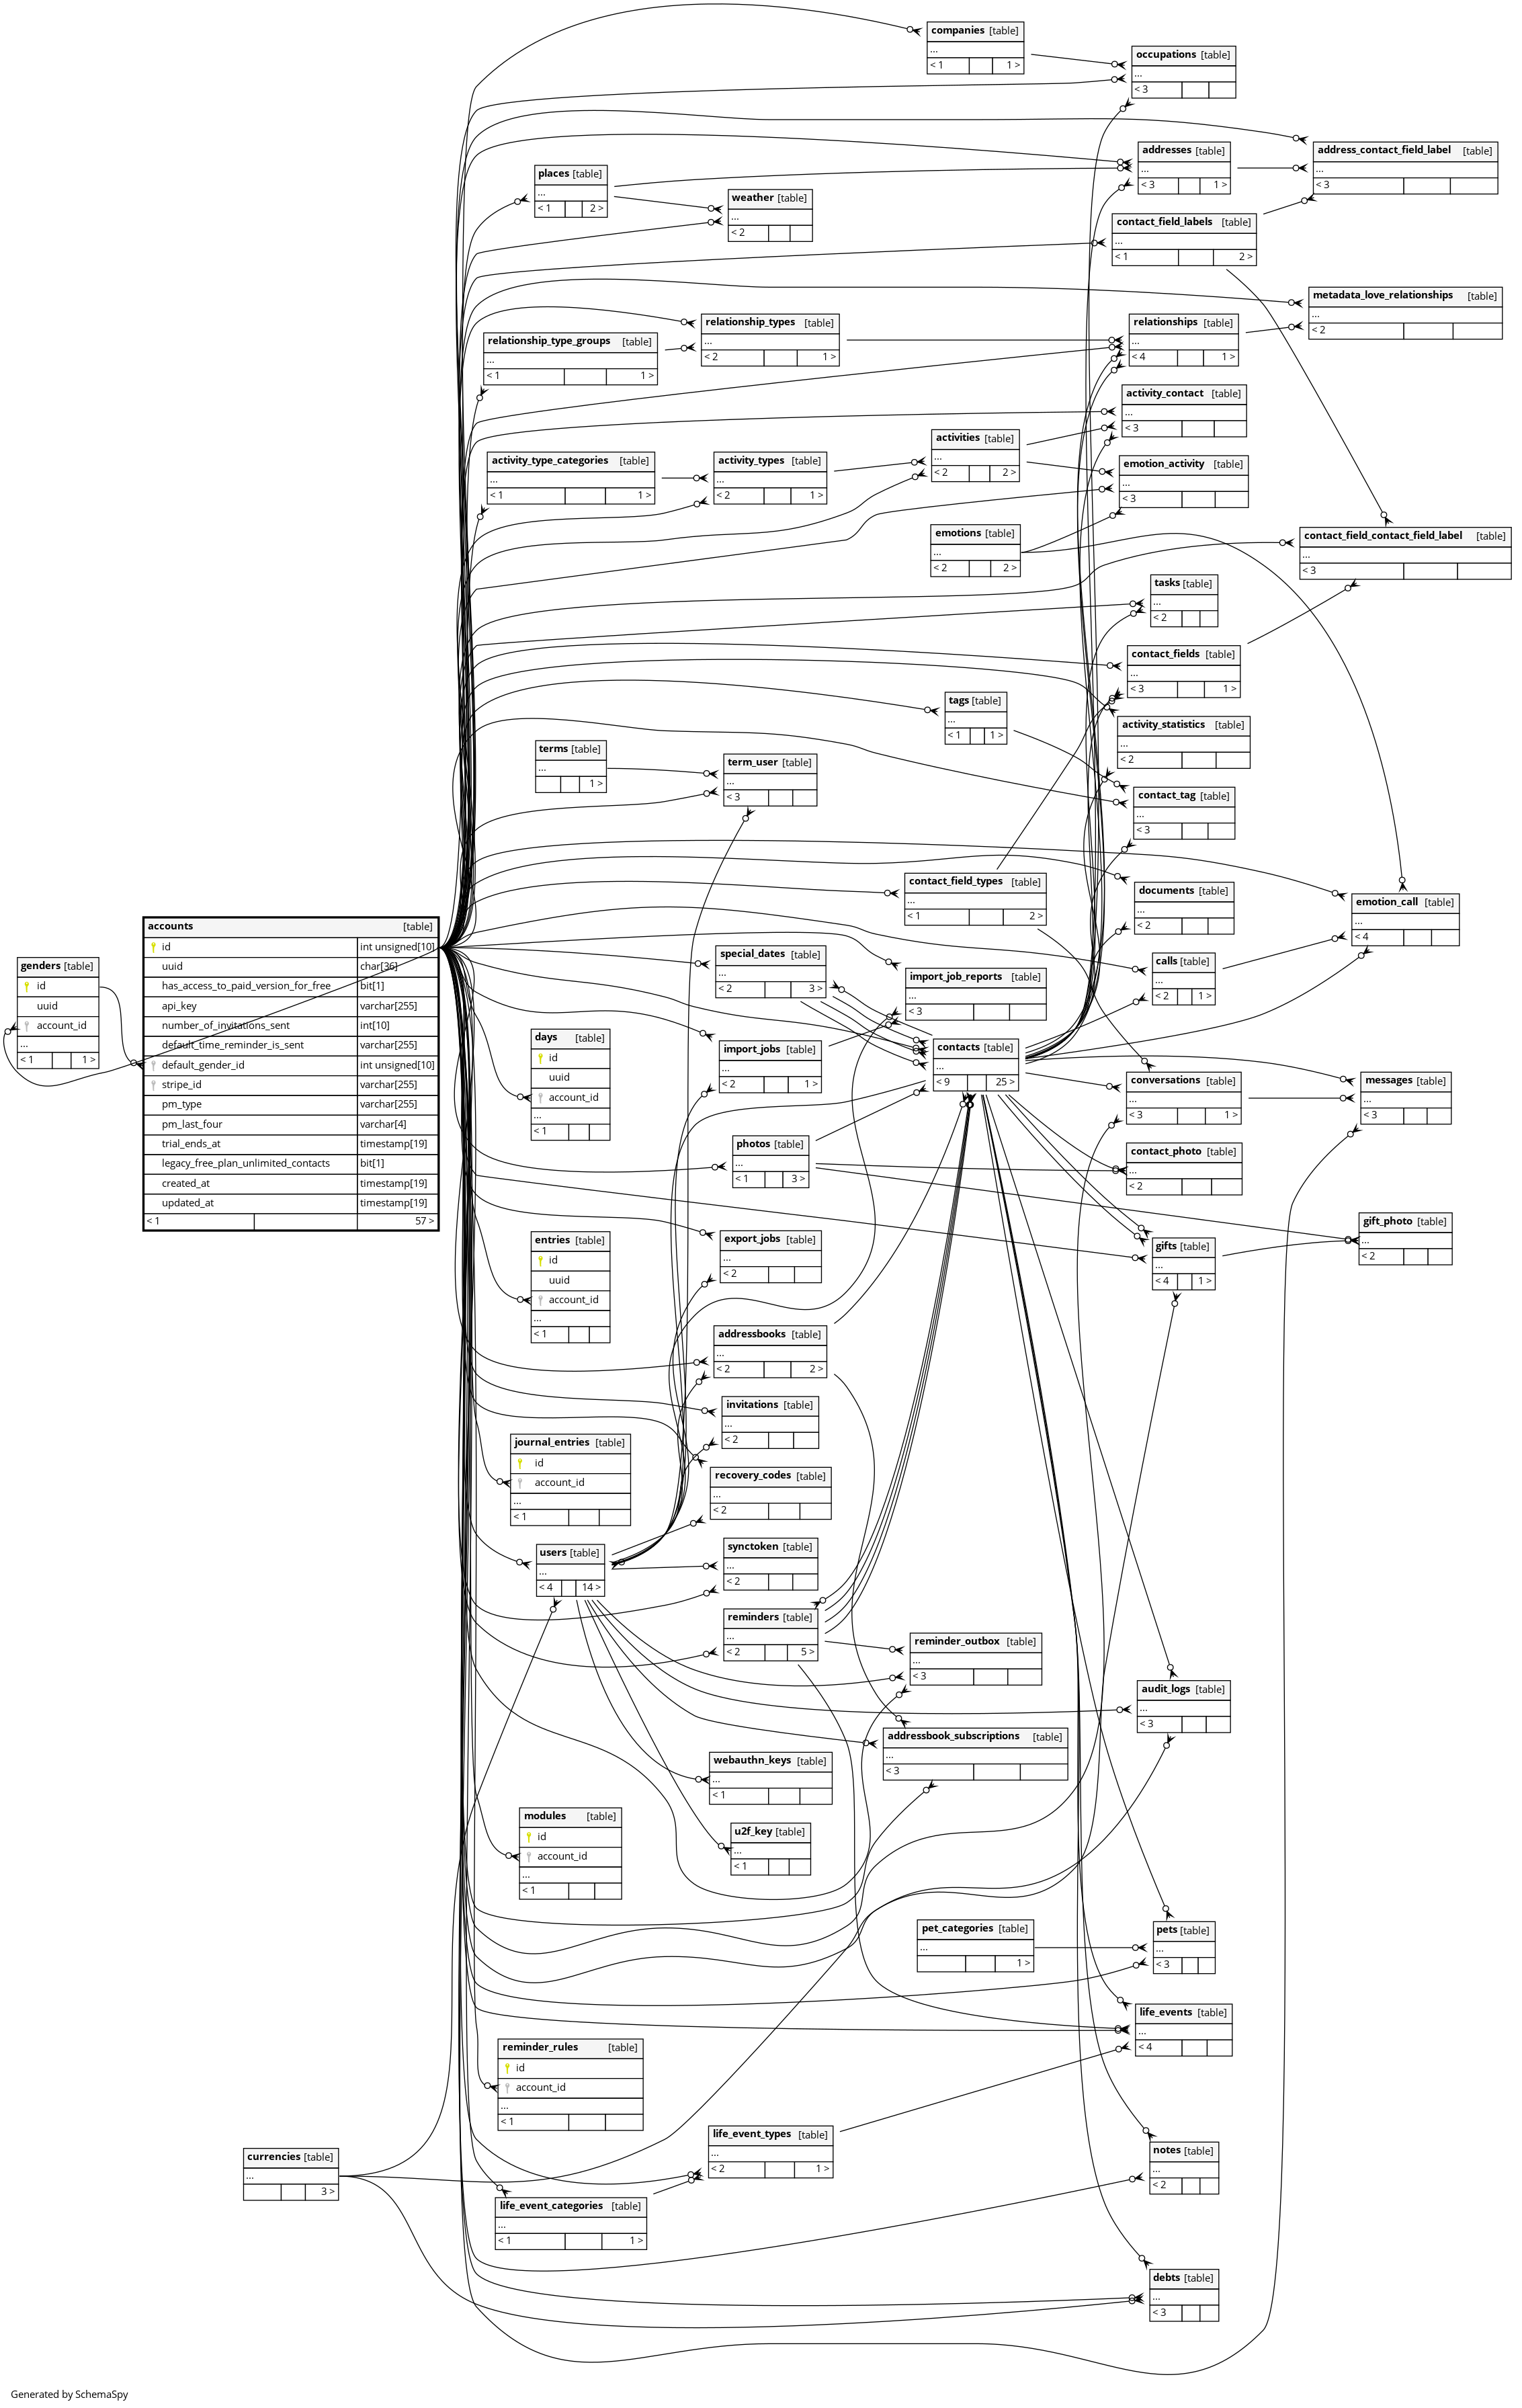 companies [table]
...
< 1 1 >
occupations [table]
...
< 3
addresses [table]
...
< 3 1 >
address_contact_field_label [table]
...
< 3
places [table]
...
< 1 2 >
weather [table]
...
< 2
contact_field_labels [table]
...
< 1 2 >
metadata_love_relationships [table]
...
< 2
relationship_types [table]
...
< 2 1 >
relationships [table]
...
< 4 1 >
relationship_type_groups [table]
...
< 1 1 >
activity_contact [table]
...
< 3
activities [table]
...
< 2 2 >
activity_type_categories [table]
...
< 1 1 >
activity_types [table]
...
< 2 1 >
emotion_activity [table]
...
< 3
emotions [table]
...
< 2 2 >
contact_field_contact_field_label [table]
...
< 3
tasks [table]
...
< 2
contact_fields [table]
...
< 3 1 >
tags [table]
...
< 1 1 >
activity_statistics [table]
...
< 2
terms [table]
...
1 >
term_user [table]
...
< 3
contact_tag [table]
...
< 3
contact_field_types [table]
...
< 1 2 >
documents [table]
...
< 2
emotion_call [table]
...
< 4
accounts [table]
id int unsigned[10]
uuid char[36]
has_access_to_paid_version_for_free bit[1]
api_key varchar[255]
number_of_invitations_sent int[10]
default_time_reminder_is_sent varchar[255]
default_gender_id int unsigned[10]
stripe_id varchar[255]
pm_type varchar[255]
pm_last_four varchar[4]
trial_ends_at timestamp[19]
legacy_free_plan_unlimited_contacts bit[1]
created_at timestamp[19]
updated_at timestamp[19]
< 1 57 >
genders [table]
id
uuid
account_id
...
< 1 1 >
special_dates [table]
...
< 2 3 >
import_job_reports [table]
...
< 3
calls [table]
...
< 2 1 >
days [table]
id
uuid
account_id
...
< 1
import_jobs [table]
...
< 2 1 >
contacts [table]
...
< 9 25 >
conversations [table]
...
< 3 1 >
messages [table]
...
< 3
photos [table]
...
< 1 3 >
contact_photo [table]
...
< 2
gift_photo [table]
...
< 2
entries [table]
id
uuid
account_id
...
< 1
export_jobs [table]
...
< 2
gifts [table]
...
< 4 1 >
addressbooks [table]
...
< 2 2 >
invitations [table]
...
< 2
journal_entries [table]
id
account_id
...
< 1
recovery_codes [table]
...
< 2
users [table]
...
< 4 14 >
synctoken [table]
...
< 2
reminders [table]
...
< 2 5 >
reminder_outbox [table]
...
< 3
audit_logs [table]
...
< 3
addressbook_subscriptions [table]
...
< 3
webauthn_keys [table]
...
< 1
modules [table]
id
account_id
...
< 1
u2f_key [table]
...
< 1
pet_categories [table]
...
1 >
pets [table]
...
< 3
life_events [table]
...
< 4
reminder_rules [table]
id
account_id
...
< 1
life_event_types [table]
...
< 2 1 >
notes [table]
...
< 2
currencies [table]
...
3 >
life_event_categories [table]
...
< 1 1 >
debts [table]
...
< 3
Generated by SchemaSpy